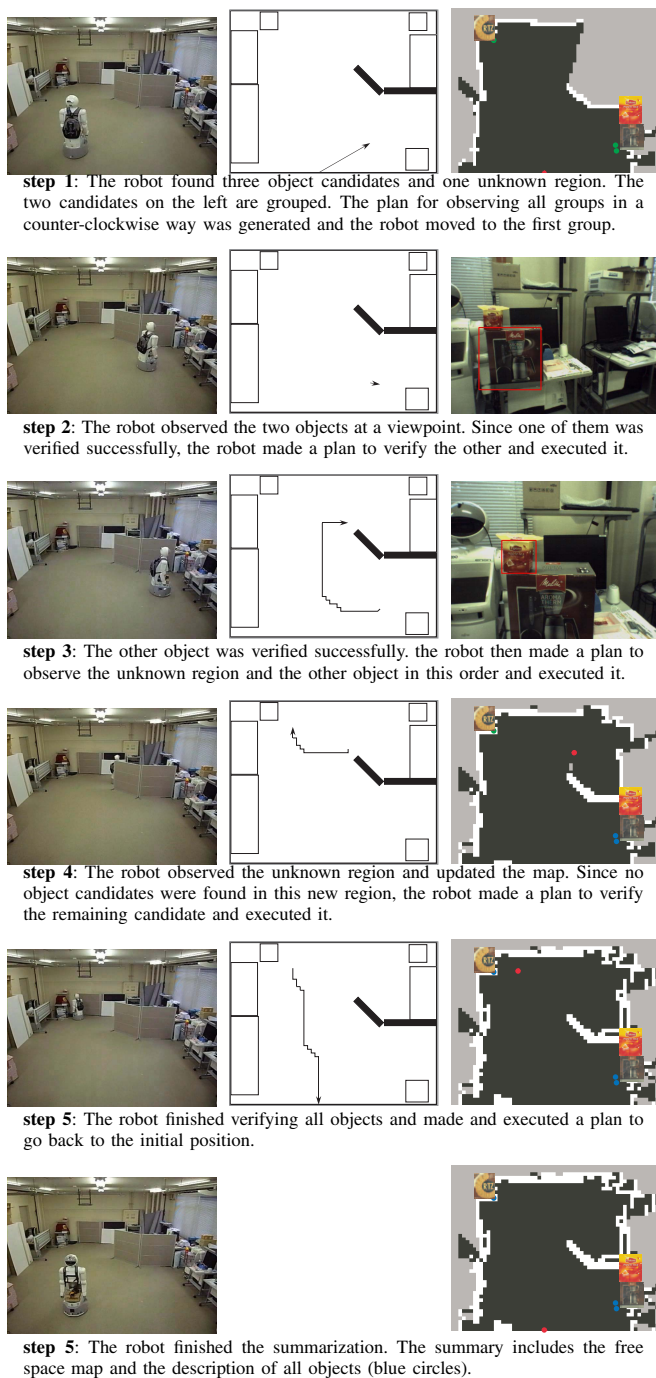 step 1: The robot found three object candidates and one unknown region. The
two candidates on the left are grouped. The plan for observing all groups in a
counter-clockwise way was generated and the robot moved to the first group.
step 2: The robot observed the two objects at a viewpoint. Since one of them was
verified successfully, the robot made a plan to verify the other and executed it.
Melitta
step 3: The other object was verified successfully. the robot then made a plan to
observe the unknown region and the other object in this order and executed it.
step 4: The robot observed the unknown region and updated the map. Since no
object candidates were found in this new region, the robot made a plan to verify
the remaining candidate and executed it.
step 5: The robot finished verifying all objects and made and executed a plan to
go back to the initial position.
step 5: The robot finished the summarization. The summary includes the free
space map and the description of all objects (blue circles).